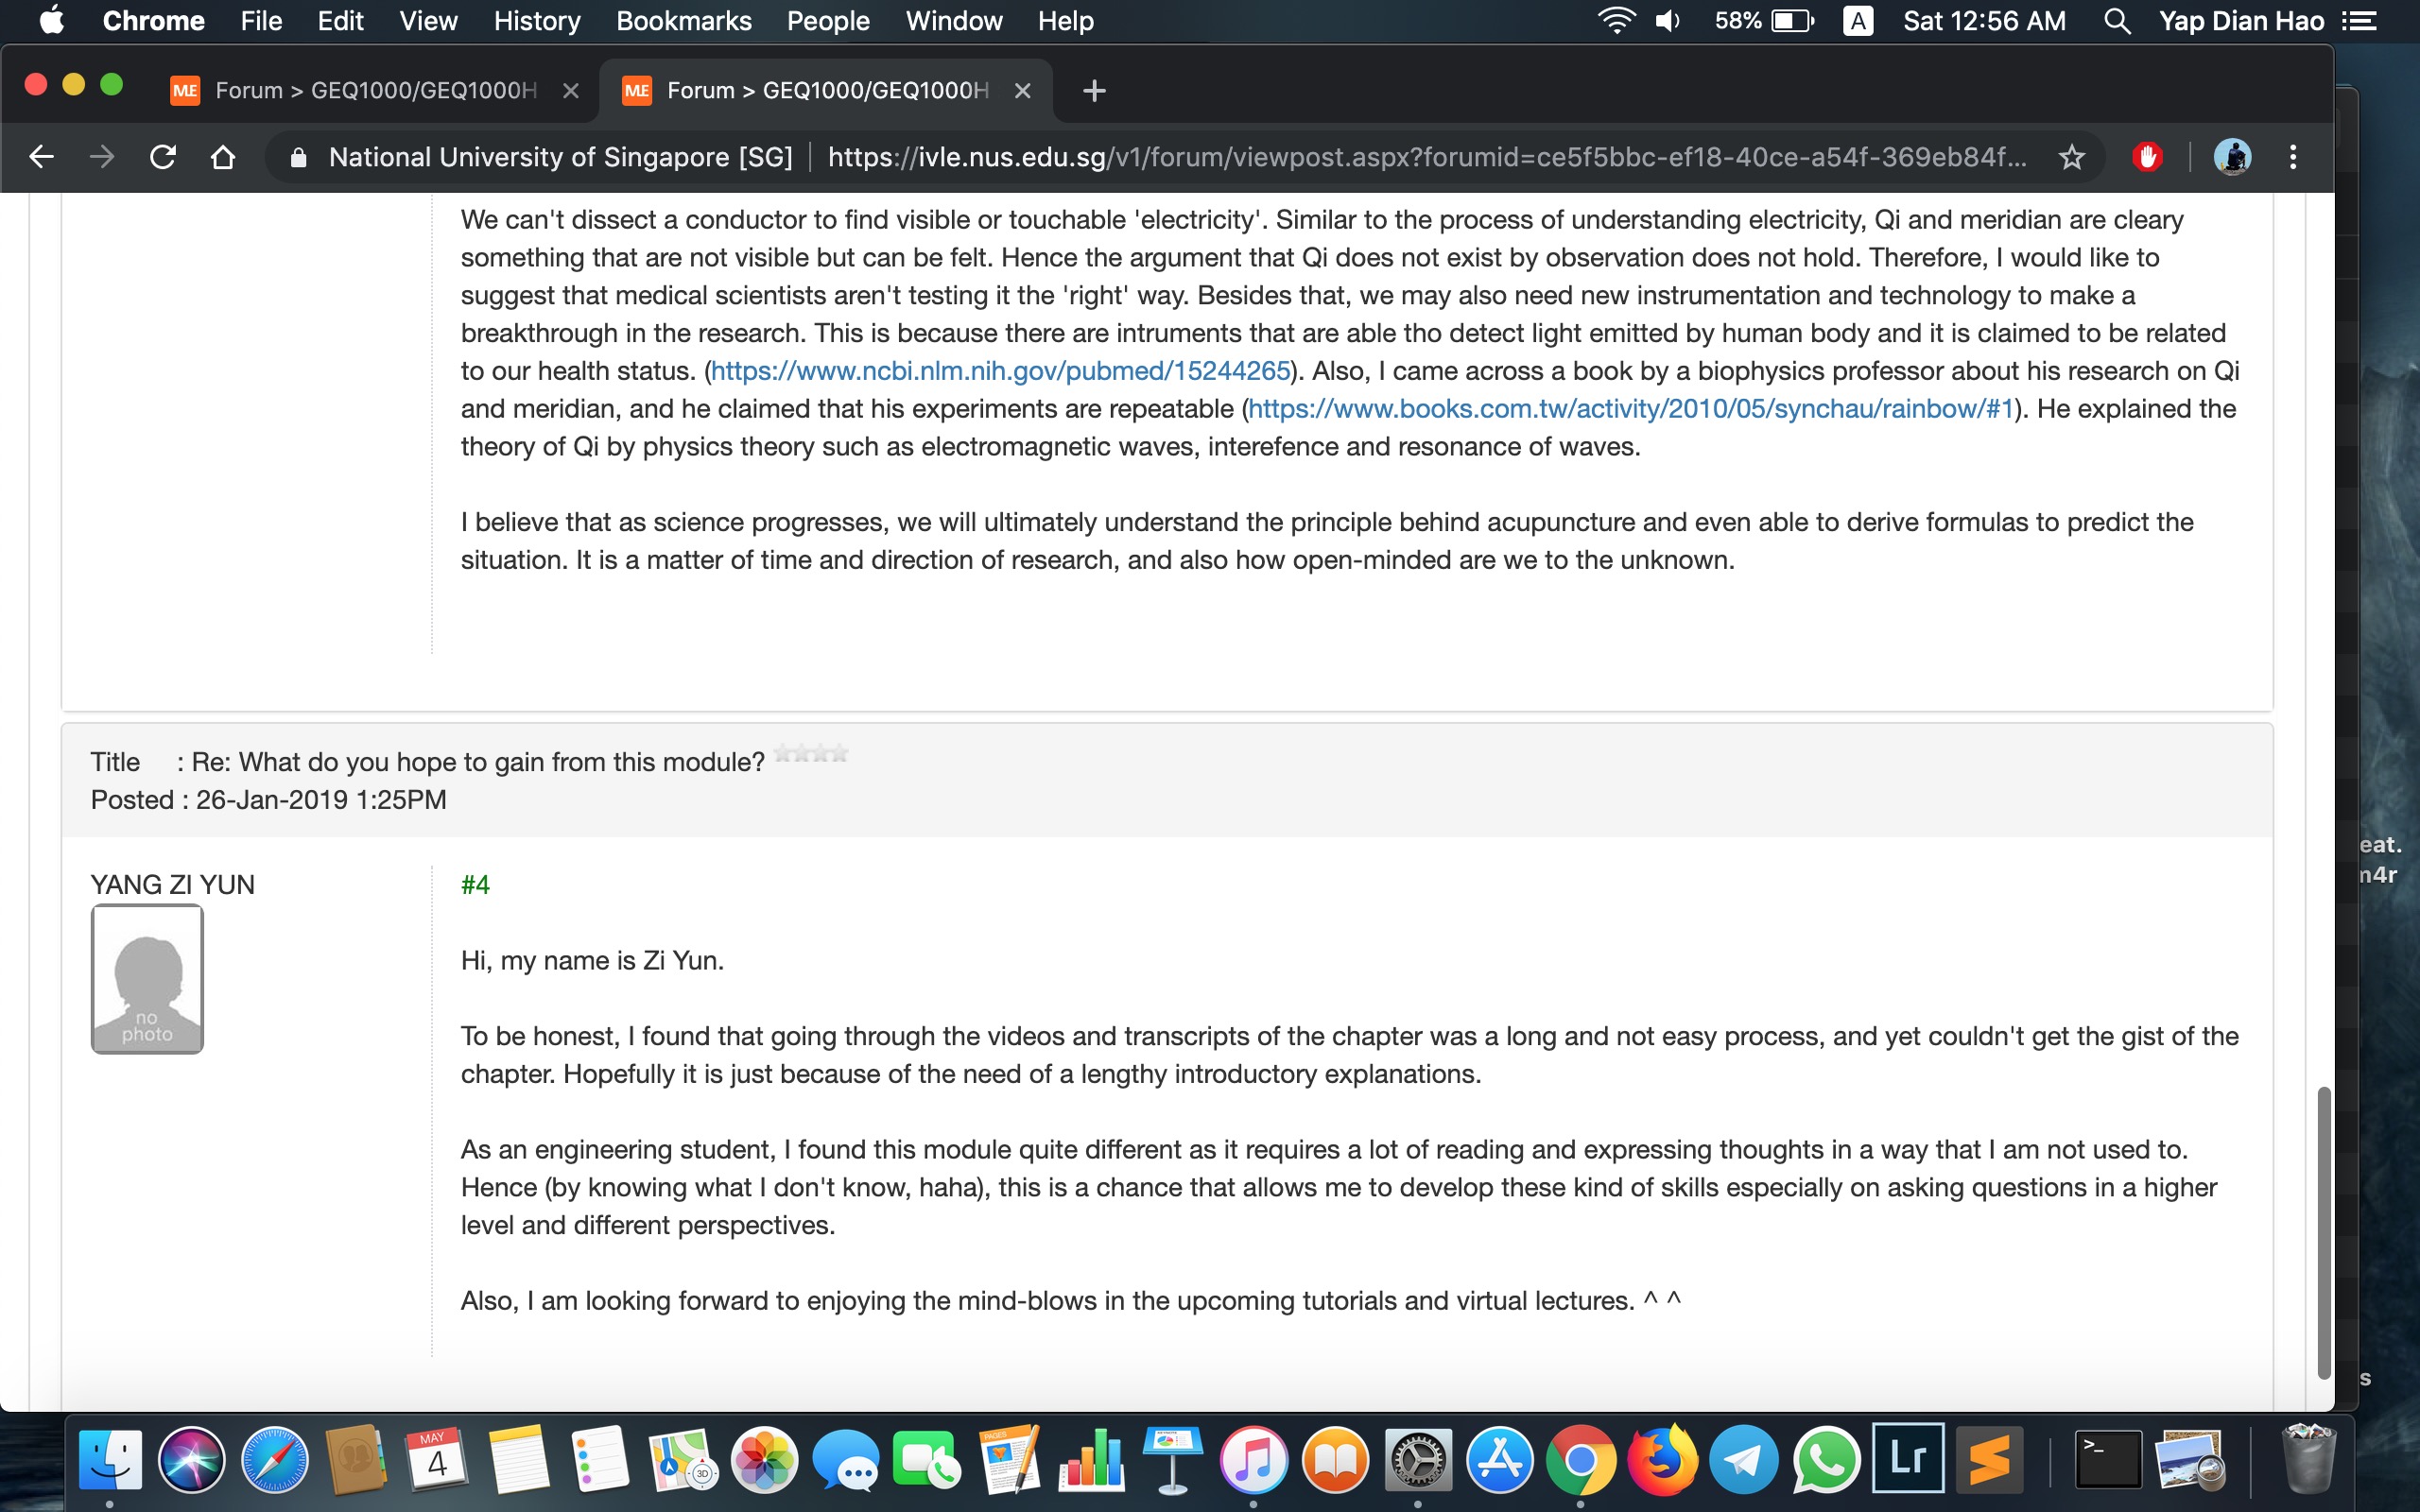 Chrome File Edit View History Bookmarks People Window Help 58% A Sat 12:56 AM Yap Dian Hao
ME Forum > GEQ1000/GEQ1000H ME Forum > GEQ1000/GEQ1000H
National University of Singapore [SG] https://ivle.nus.edu.sg/v1/forum/viewpost.aspx?forumid=ce5f5bbc-ef18-40ce-a54f-369eb84f...
We can't dissect a conductor to find visible or touchable 'electricity'. Similar to the process of understanding electricity, Qi and meridian are cleary
something that are not visible but can be felt. Hence the argument that Qi does not exist by observation does not hold. Therefore, I would like to
suggest that medical scientists aren't testing it the 'right' way. Besides that, we may also need new instrumentation and technology to make a
breakthrough in the research. This is because there are intruments that are able tho detect light emitted by human body and it is claimed to be related
to our health status. (https://www.ncbi.nlm.nih.gov/pubmed/15244265). Also, I came across a book by a biophysics professor about his research on Qi
and meridian, and he claimed that his experiments are repeatable (https://www.books.com.tw/activity/2010/05/synchau/rainbow/#1). He explained the
theory of Qi by physics theory such as electromagnetic waves, interefence and resonance of waves.
I believe that as science progresses, we will ultimately understand the principle behind acupuncture and even able to derive formulas to predict the
situation. It is a matter of time and direction of research, and also how open-minded are we to the unknown.
Title : Re: What do you hope to gain from this module?
Posted : 26-Jan-2019 1:25PM
YANG ZI YUN
no
photo
#4
Hi, my name is Zi Yun.
To be honest, I found that going through the videos and transcripts of the chapter was a long and not easy process, and yet couldn't get the gist of the
chapter. Hopefully it is just because of the need of a lengthy introductory explanations.
As an engineering student, I found this module quite different as it requires a lot of reading and expressing thoughts in a way that I am not used to.
Hence (by knowing what I don't know, haha), this is a chance that allows me to develop these kind of skills especially on asking questions in a higher
level and different perspectives.
Also, I am looking forward to enjoying the mind-blows in the upcoming tutorials and virtual lectures. ^ ^
eat.
m4r
s
MAY
4
3D
PAGES
Lr
>_